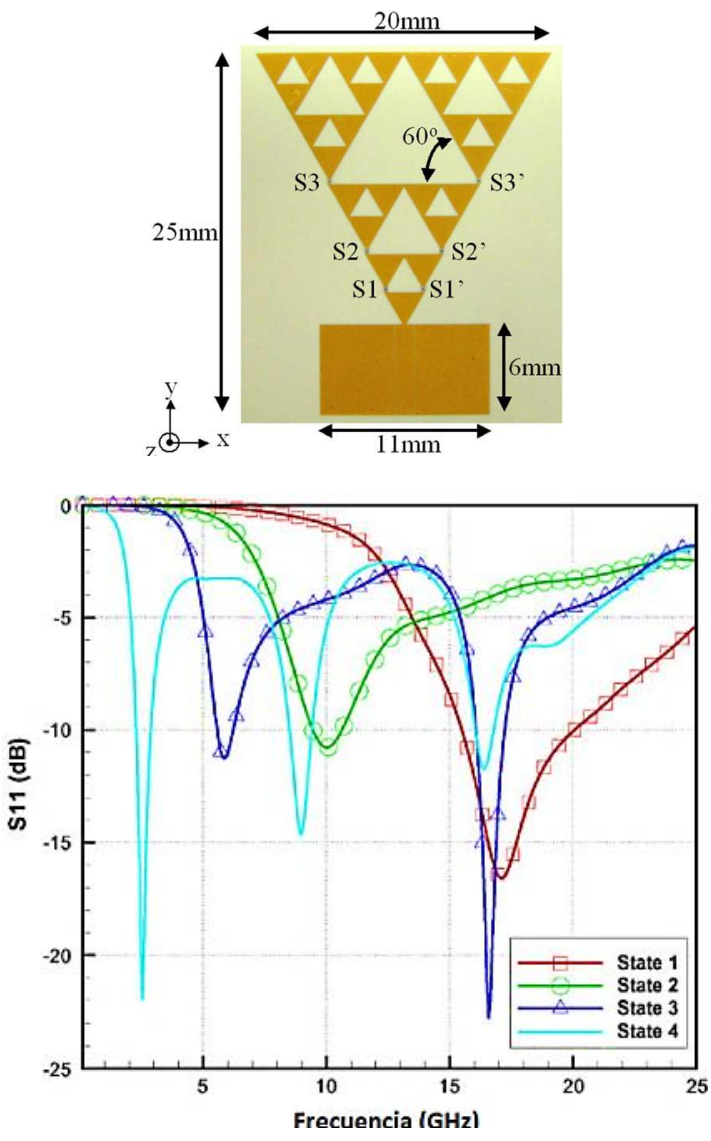 20mm
60º
S3 S3’
25mm
S2 S2’
S1 S1’
6mm
y
z x
11mm
0
-5
-10
-15
-20
-25
S11 (dB)
State 1
State 2
State 3
State 4
5 10 15 20 25
Frecuencia (GHz)